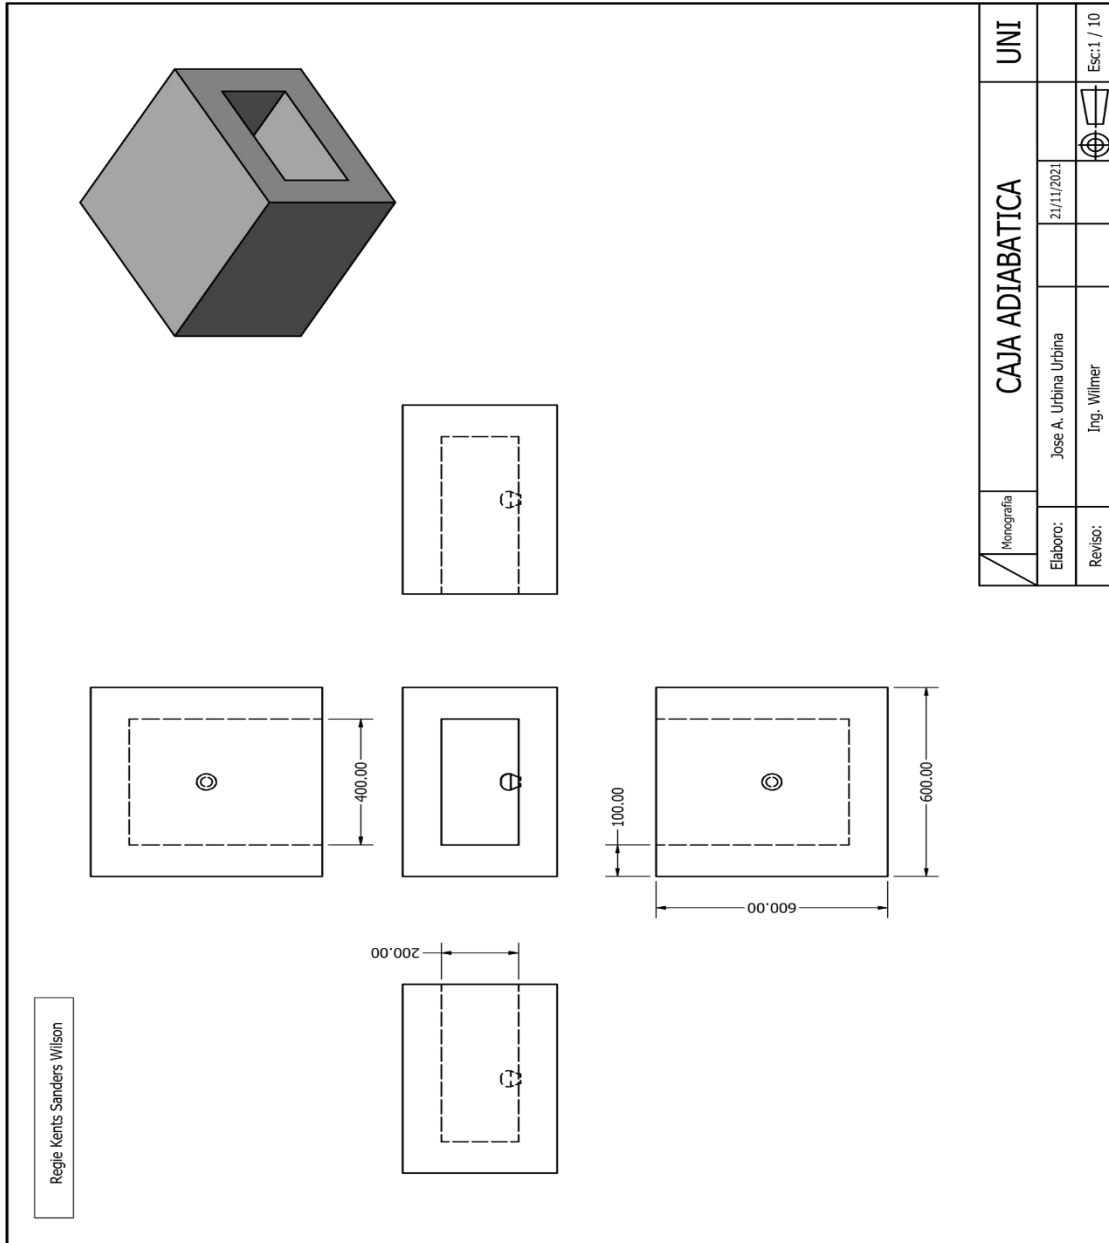 Regie Kents Sanders Wilson
200.00
400.00
100.00
600.00
600.00
Monografia
CAJA ADIABATICA
UNI
Elaboro:
Jose A. Urbina Urbina
21/11/2021
Reviso:
Ing. Wilmer
Esc:1 / 10